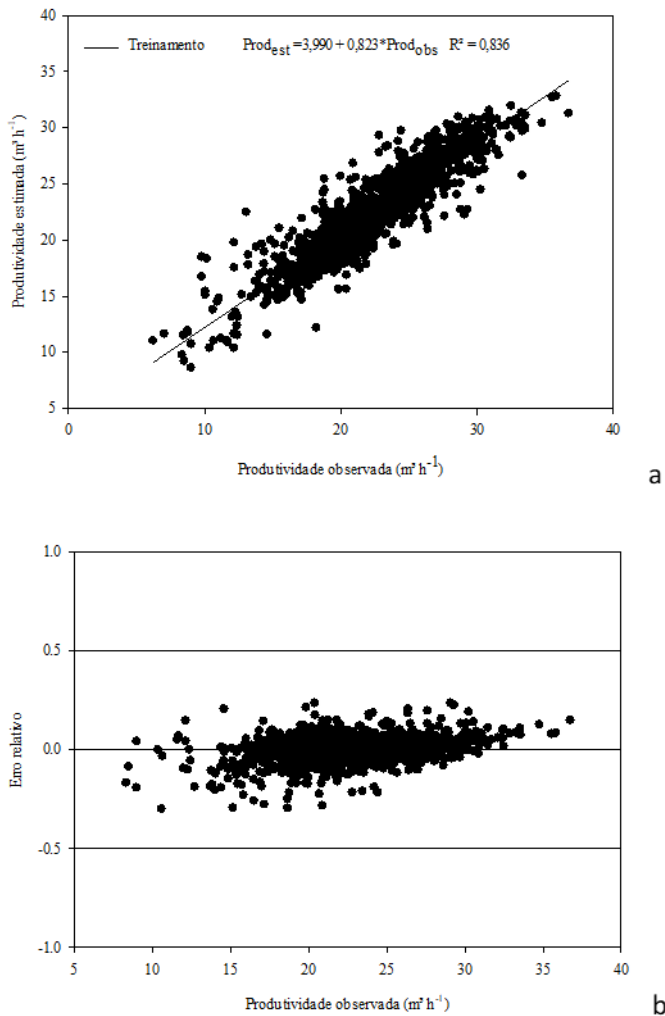 40
Treinamento Prod_est =3,990 + 0,823*Prod_obs R² = 0,836
35
30
25
20
15
10
5
0 10 20 30 40
Produtividade estimada (m³ h⁻¹)
Produtividade observada (m³ h⁻¹)
a
1.0
0.5
0.0
-0.5
-1.0
Erro relativo
5 10 15 20 25 30 35 40
Produtividade observada (m³ h⁻¹)
b